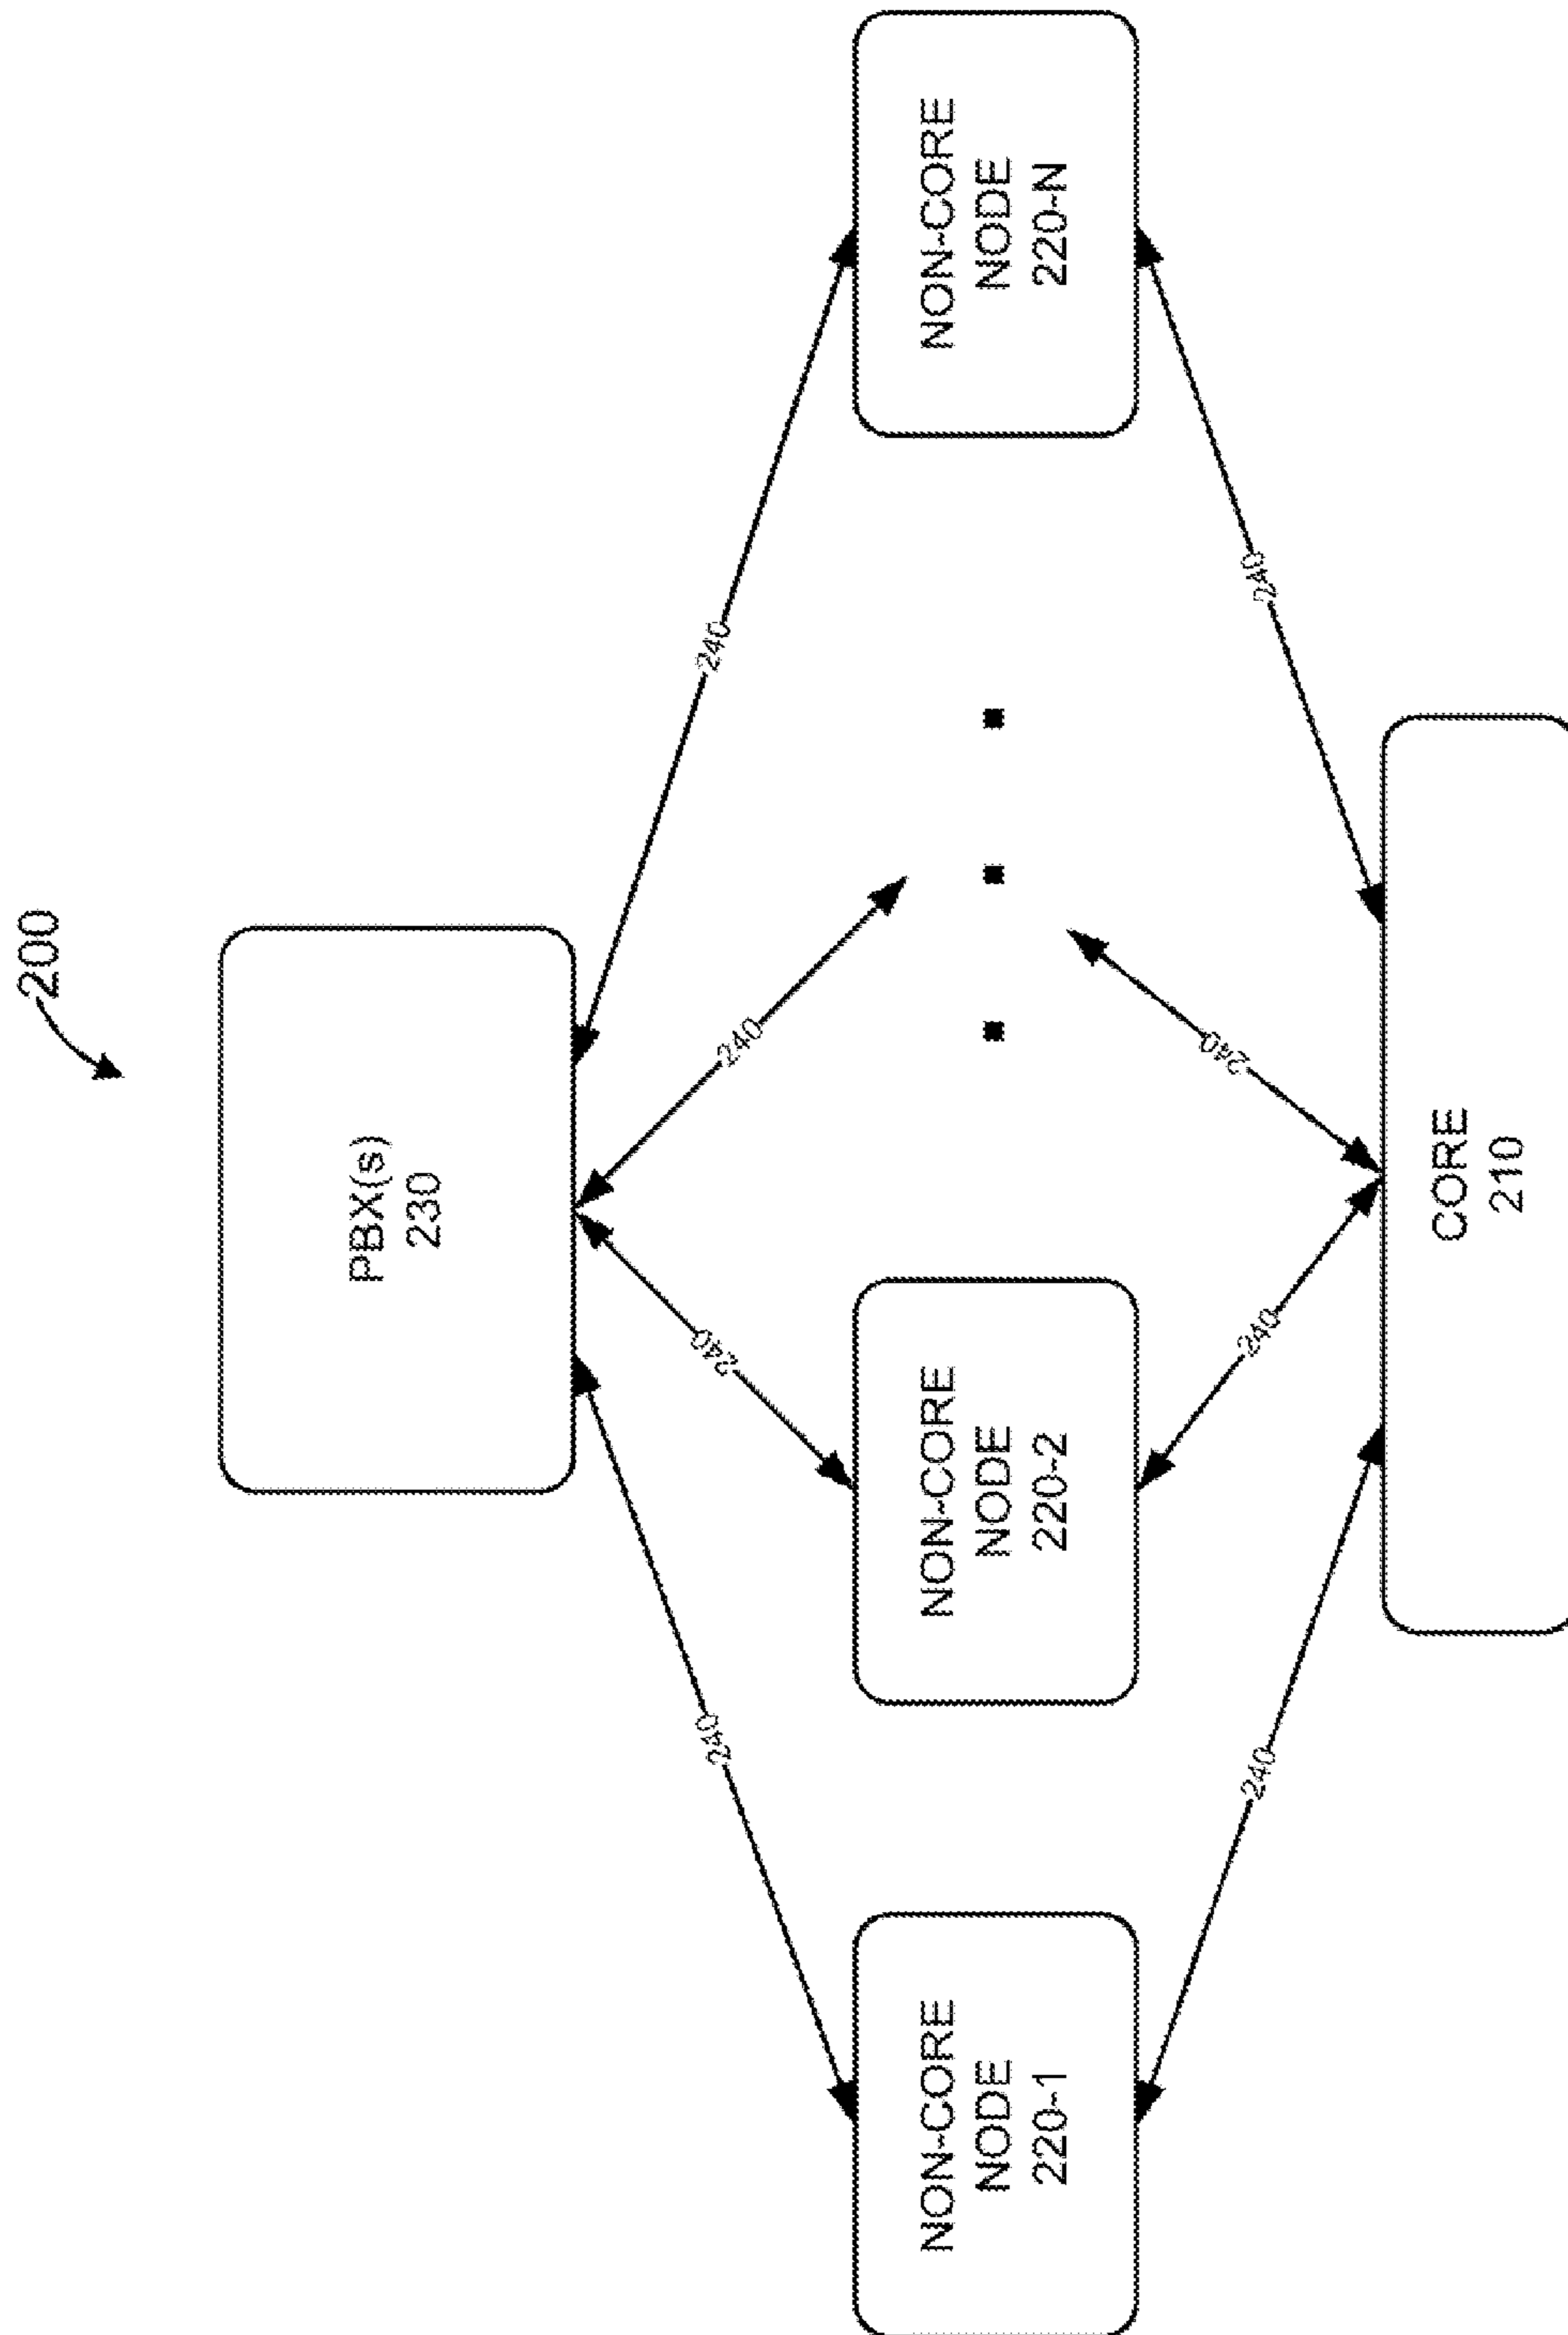 200
PBX(s)
230
240
240
240
240
NON-CORE
NODE
220-1
NON-CORE
NODE
220-2
NON-CORE
NODE
220-N
240
240
240
240
CORE
210